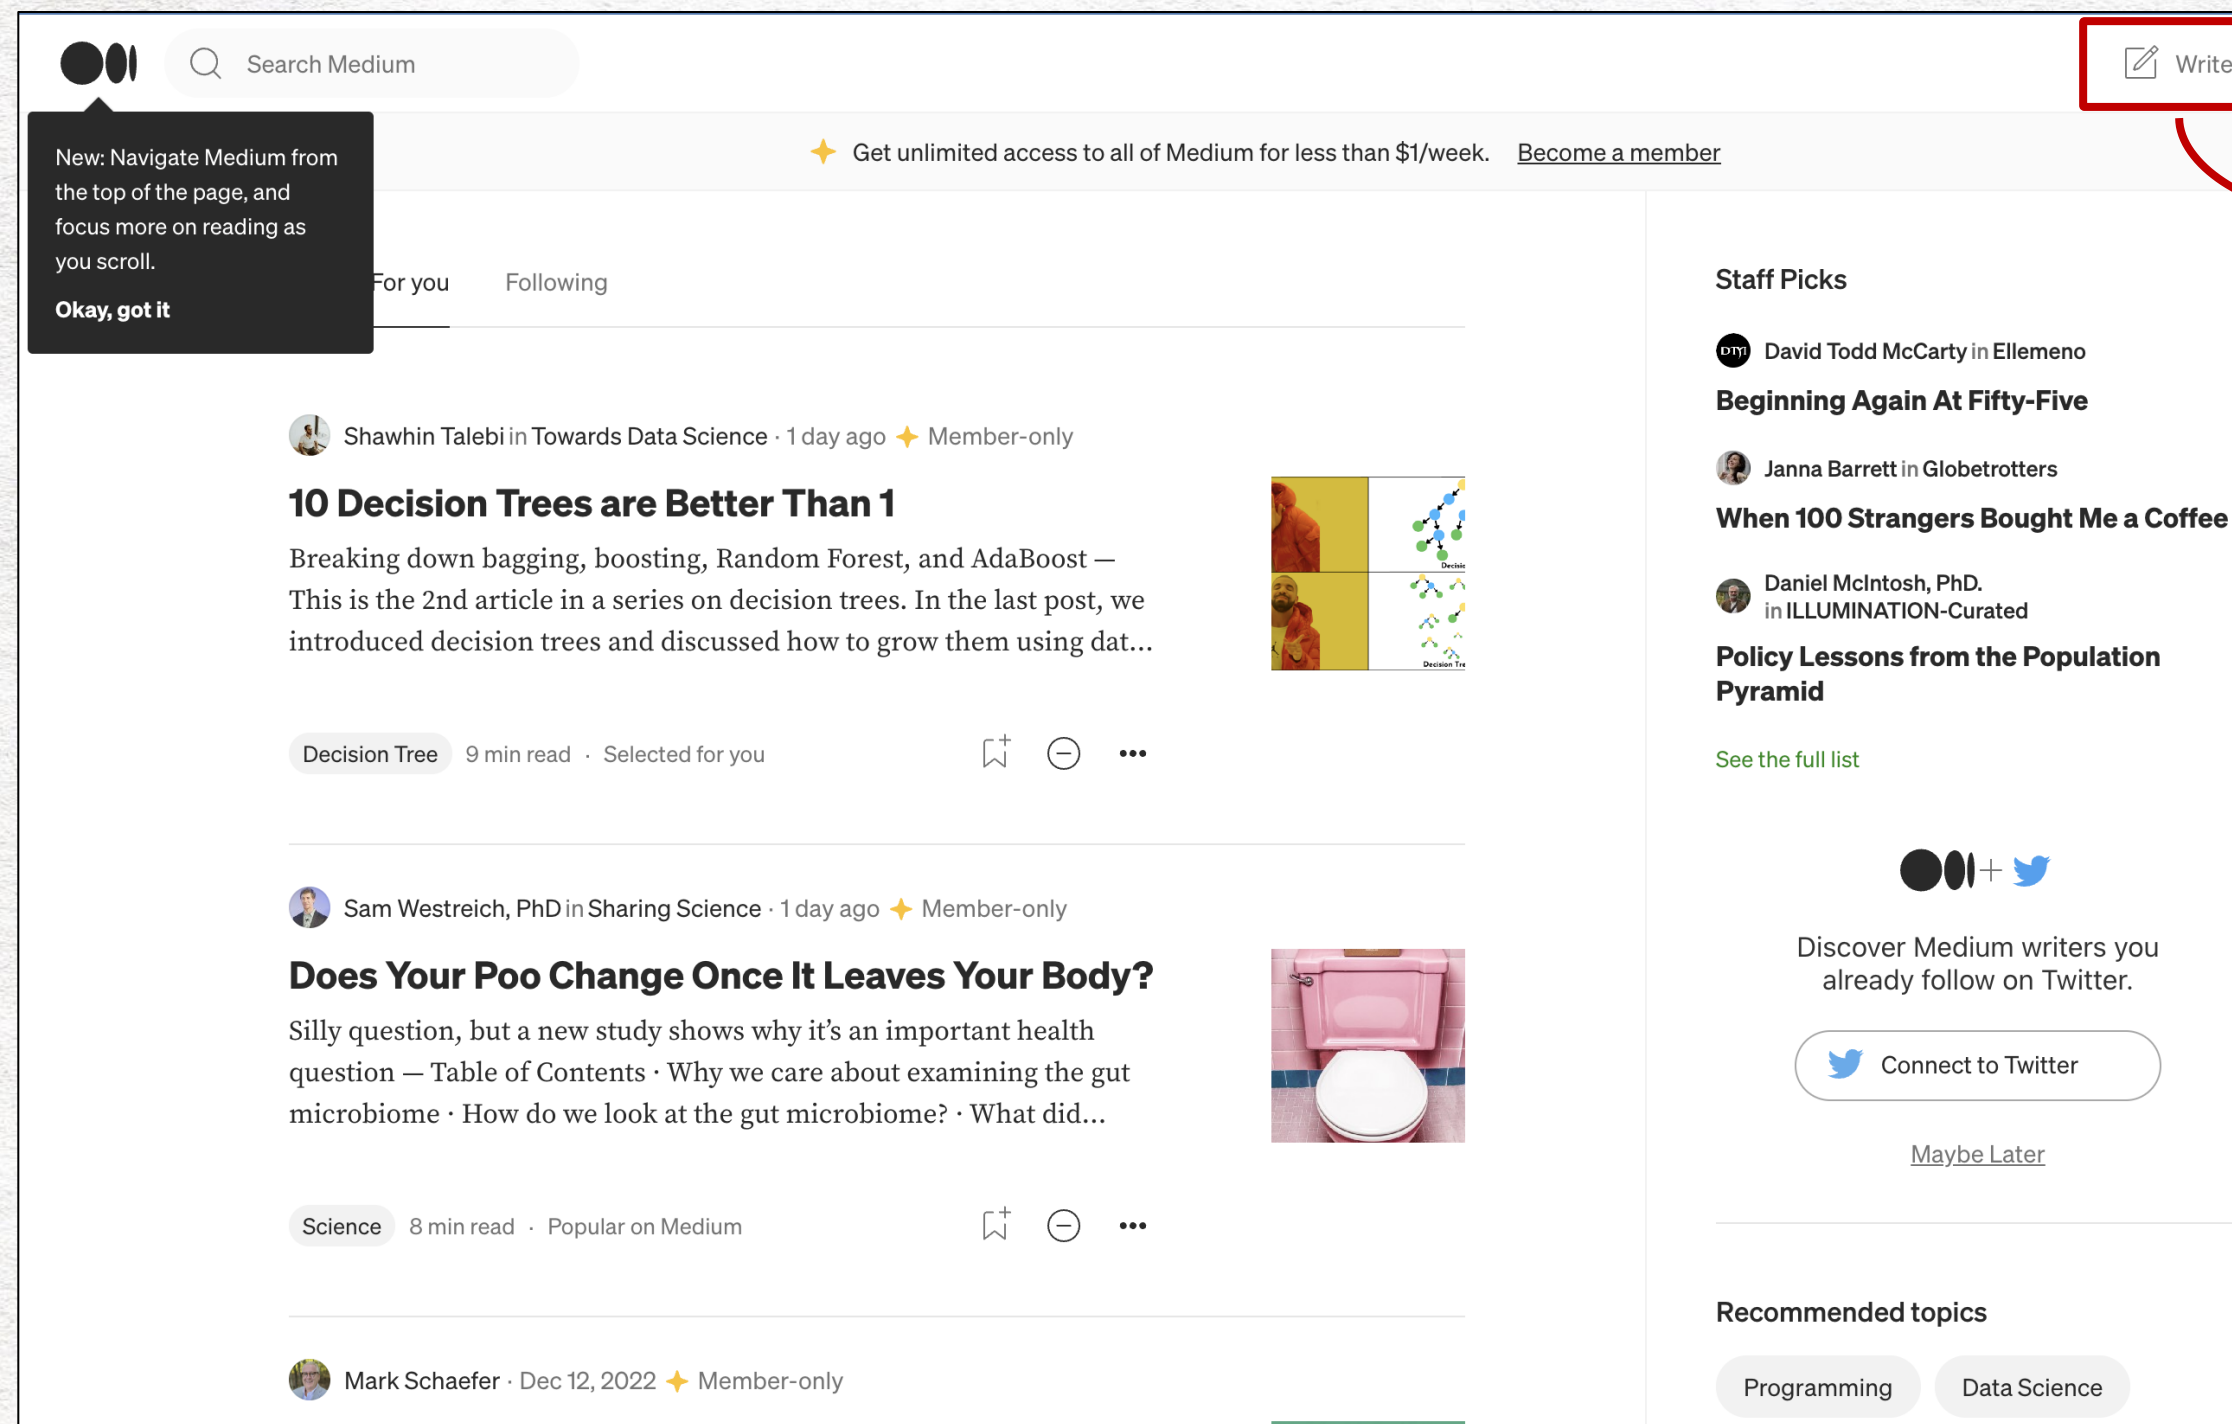 Search Medium
Write
New: Navigate Medium from
the top of the page, and
focus more on reading as
you scroll.
Okay, got it
Get unlimited access to all of Medium for less than $1/week. Become a member
For you Following
Shawhin Talebi in Towards Data Science · 1 day ago Member-only
10 Decision Trees are Better Than 1
Breaking down bagging, boosting, Random Forest, and AdaBoost —
This is the 2nd article in a series on decision trees. In the last post, we
introduced decision trees and discussed how to grow them using dat...
Decision Tree 9 min read · Selected for you
Sam Westreich, PhD in Sharing Science · 1 day ago Member-only
Does Your Poo Change Once It Leaves Your Body?
Silly question, but a new study shows why it’s an important health
question — Table of Contents · Why we care about examining the gut
microbiome · How do we look at the gut microbiome? · What did...
Science 8 min read · Popular on Medium
Mark Schaefer · Dec 12, 2022 Member-only
Staff Picks
DTM
David Todd McCarty in Ellemeno
Beginning Again At Fifty-Five
Janna Barrett in Globetrotters
When 100 Strangers Bought Me a Coffee
Daniel McIntosh, PhD.
in ILLUMINATION-Curated
Policy Lessons from the Population
Pyramid
See the full list
Discover Medium writers you
already follow on Twitter.
Connect to Twitter
Maybe Later
Recommended topics
Programming Data Science